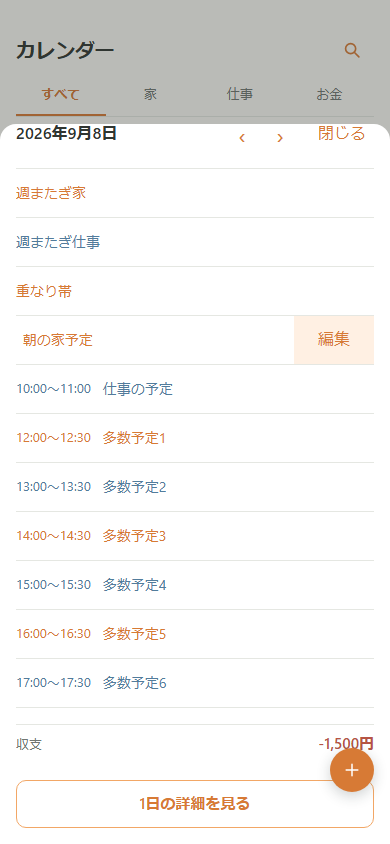 カレンダー
すべて 家 仕事 お金
2026年9月8日 ‹ › 閉じる
週またぎ家
週またぎ仕事
重なり帯
朝の家予定 編集
10:00〜11:00 仕事の予定
12:00〜12:30 多数予定1
13:00〜13:30 多数予定2
14:00〜14:30 多数予定3
15:00〜15:30 多数予定4
16:00〜16:30 多数予定5
17:00〜17:30 多数予定6
収支 -1,500円
+
1日の詳細を見る